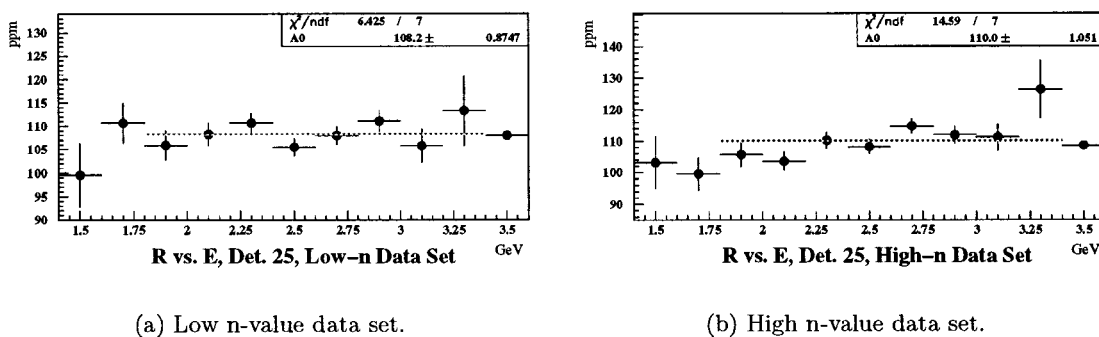 χ²/ndf 6.425 / 7
A0 108.2 ± 0.8747
ppm
130
125
120
115
110
105
100
95
90
1.5 1.75 2 2.25 2.5 2.75 3 3.25 3.5
GeV
R vs. E, Det. 25, Low-n Data Set
(a) Low n-value data set.
χ²/ndf 14.59 / 7
A0 110.0 ± 1.051
ppm
140
130
120
110
100
90
1.5 1.75 2 2.25 2.5 2.75 3 3.25 3.5
GeV
R vs. E, Det. 25, High-n Data Set
(b) High n-value data set.